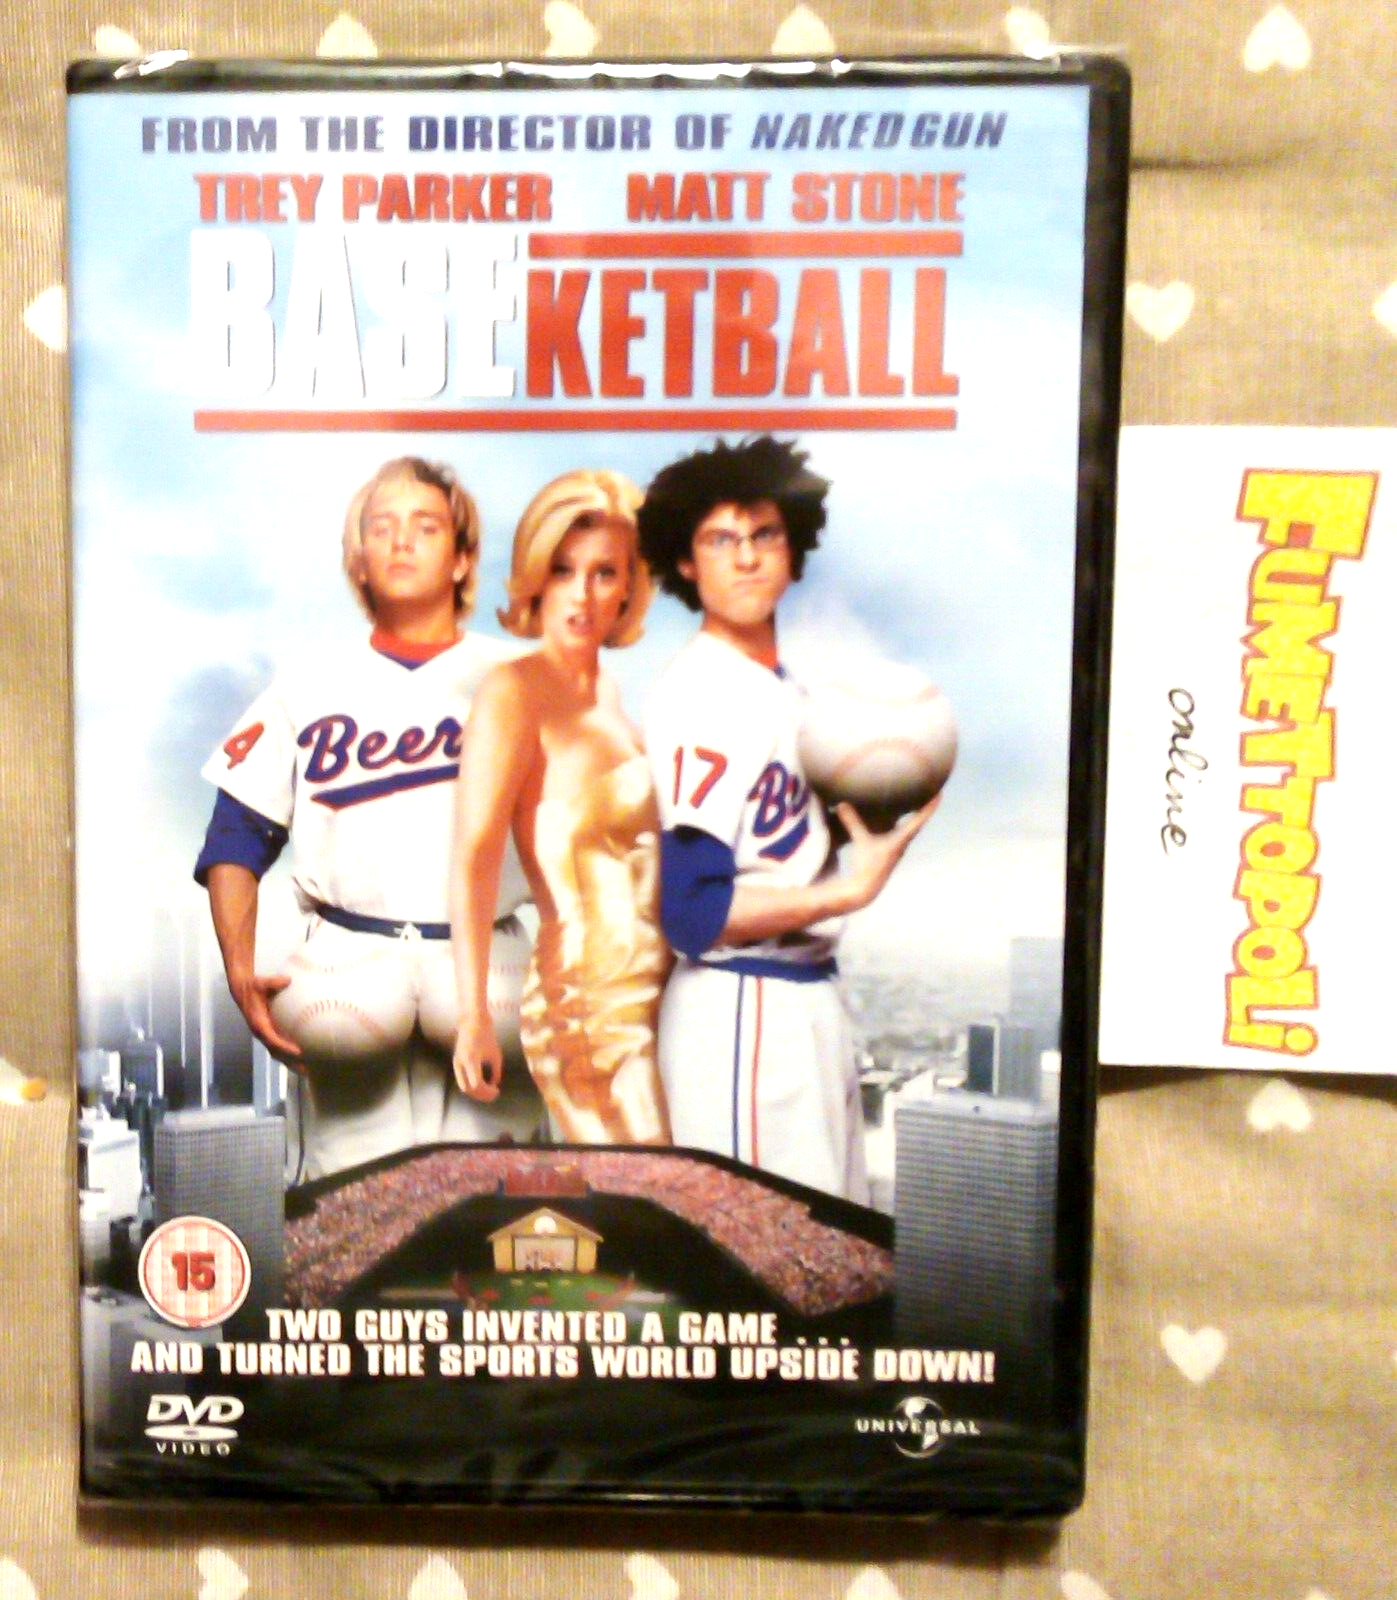 FROM THE DIRECTOR OF NAKED GUN
TREY PARKER MATT STONE
BASEKETBALL
4
Beer
17
Be
15
TWO GUYS INVENTED A GAME . . .
AND TURNED THE SPORTS WORLD UPSIDE DOWN!
DVD
VIDEO
UNIVERSAL
FUMETTOPOLi
online